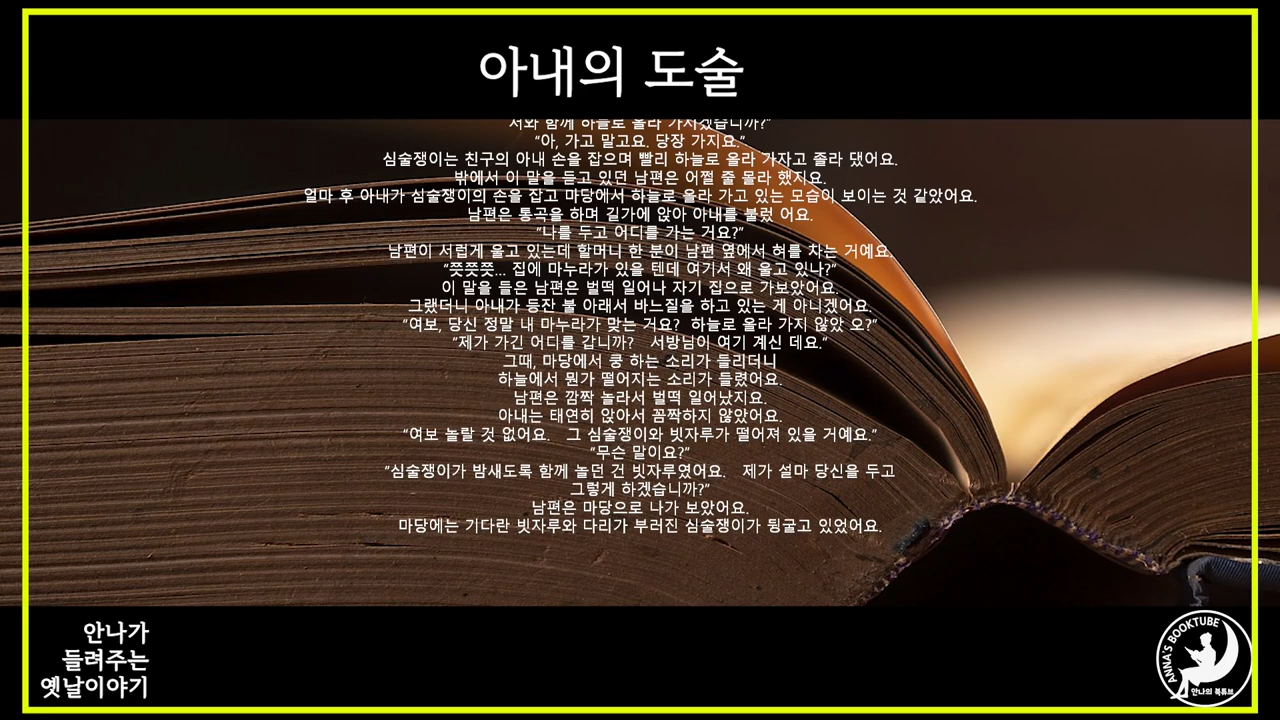 아내의 도술
저와 함께 하늘로 올라 가시겠습니까?”
“아, 가고 말고요. 당장 가지요.”
심술쟁이는 친구의 아내 손을 잡으며 빨리 하늘로 올라 가자고 졸라 댔어요.
밖에서 이 말을 듣고 있던 남편은 어쩔 줄 몰라 했지요.
얼마 후 아내가 심술쟁이의 손을 잡고 마당에서 하늘로 올라 가고 있는 모습이 보이는 것 같았어요.
남편은 통곡을 하며 길가에 앉아 아내를 불렀 어요.
“나를 두고 어디를 가는 거요?”
남편이 서럽게 울고 있는데 할머니 한 분이 남편 옆에서 혀를 차는 거예요.
“쯧쯧쯧... 집에 마누라가 있을 텐데 여기서 왜 울고 있나?”
이 말을 들은 남편은 벌떡 일어나 자기 집으로 가보았어요.
그랬더니 아내가 등잔 불 아래서 바느질을 하고 있는 게 아니겠어요.
“여보, 당신 정말 내 마누라가 맞는 거요? 하늘로 올라 가지 않았 오?”
“제가 가긴 어디를 갑니까? 서방님이 여기 계신 데요.”
그때, 마당에서 쿵 하는 소리가 들리더니
하늘에서 뭔가 떨어지는 소리가 들렸어요.
남편은 깜짝 놀라서 벌떡 일어났지요.
아내는 태연히 앉아서 꼼짝하지 않았어요.
“여보 놀랄 것 없어요. 그 심술쟁이와 빗자루가 떨어져 있을 거예요.”
“무슨 말이요?”
“심술쟁이가 밤새도록 함께 놀던 건 빗자루였어요. 제가 설마 당신을 두고
그렇게 하겠습니까?”
남편은 마당으로 나가 보았어요.
마당에는 기다란 빗자루와 다리가 부러진 심술쟁이가 뒹굴고 있었어요.
안나가
들려주는
옛날이야기
ANNA'S BOOKTUBE
안나의 북튜브